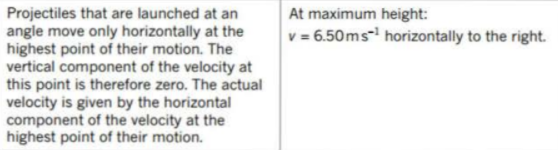 Projectiles that are launched at an
angle move only horizontally at the
highest point of their motion. The
vertical component of the velocity at
this point is therefore zero. The actual
velocity is given by the horizontal
component of the velocity at the
highest point of their motion.
At maximum height:
v = 6.50 m s⁻¹ horizontally to the right.